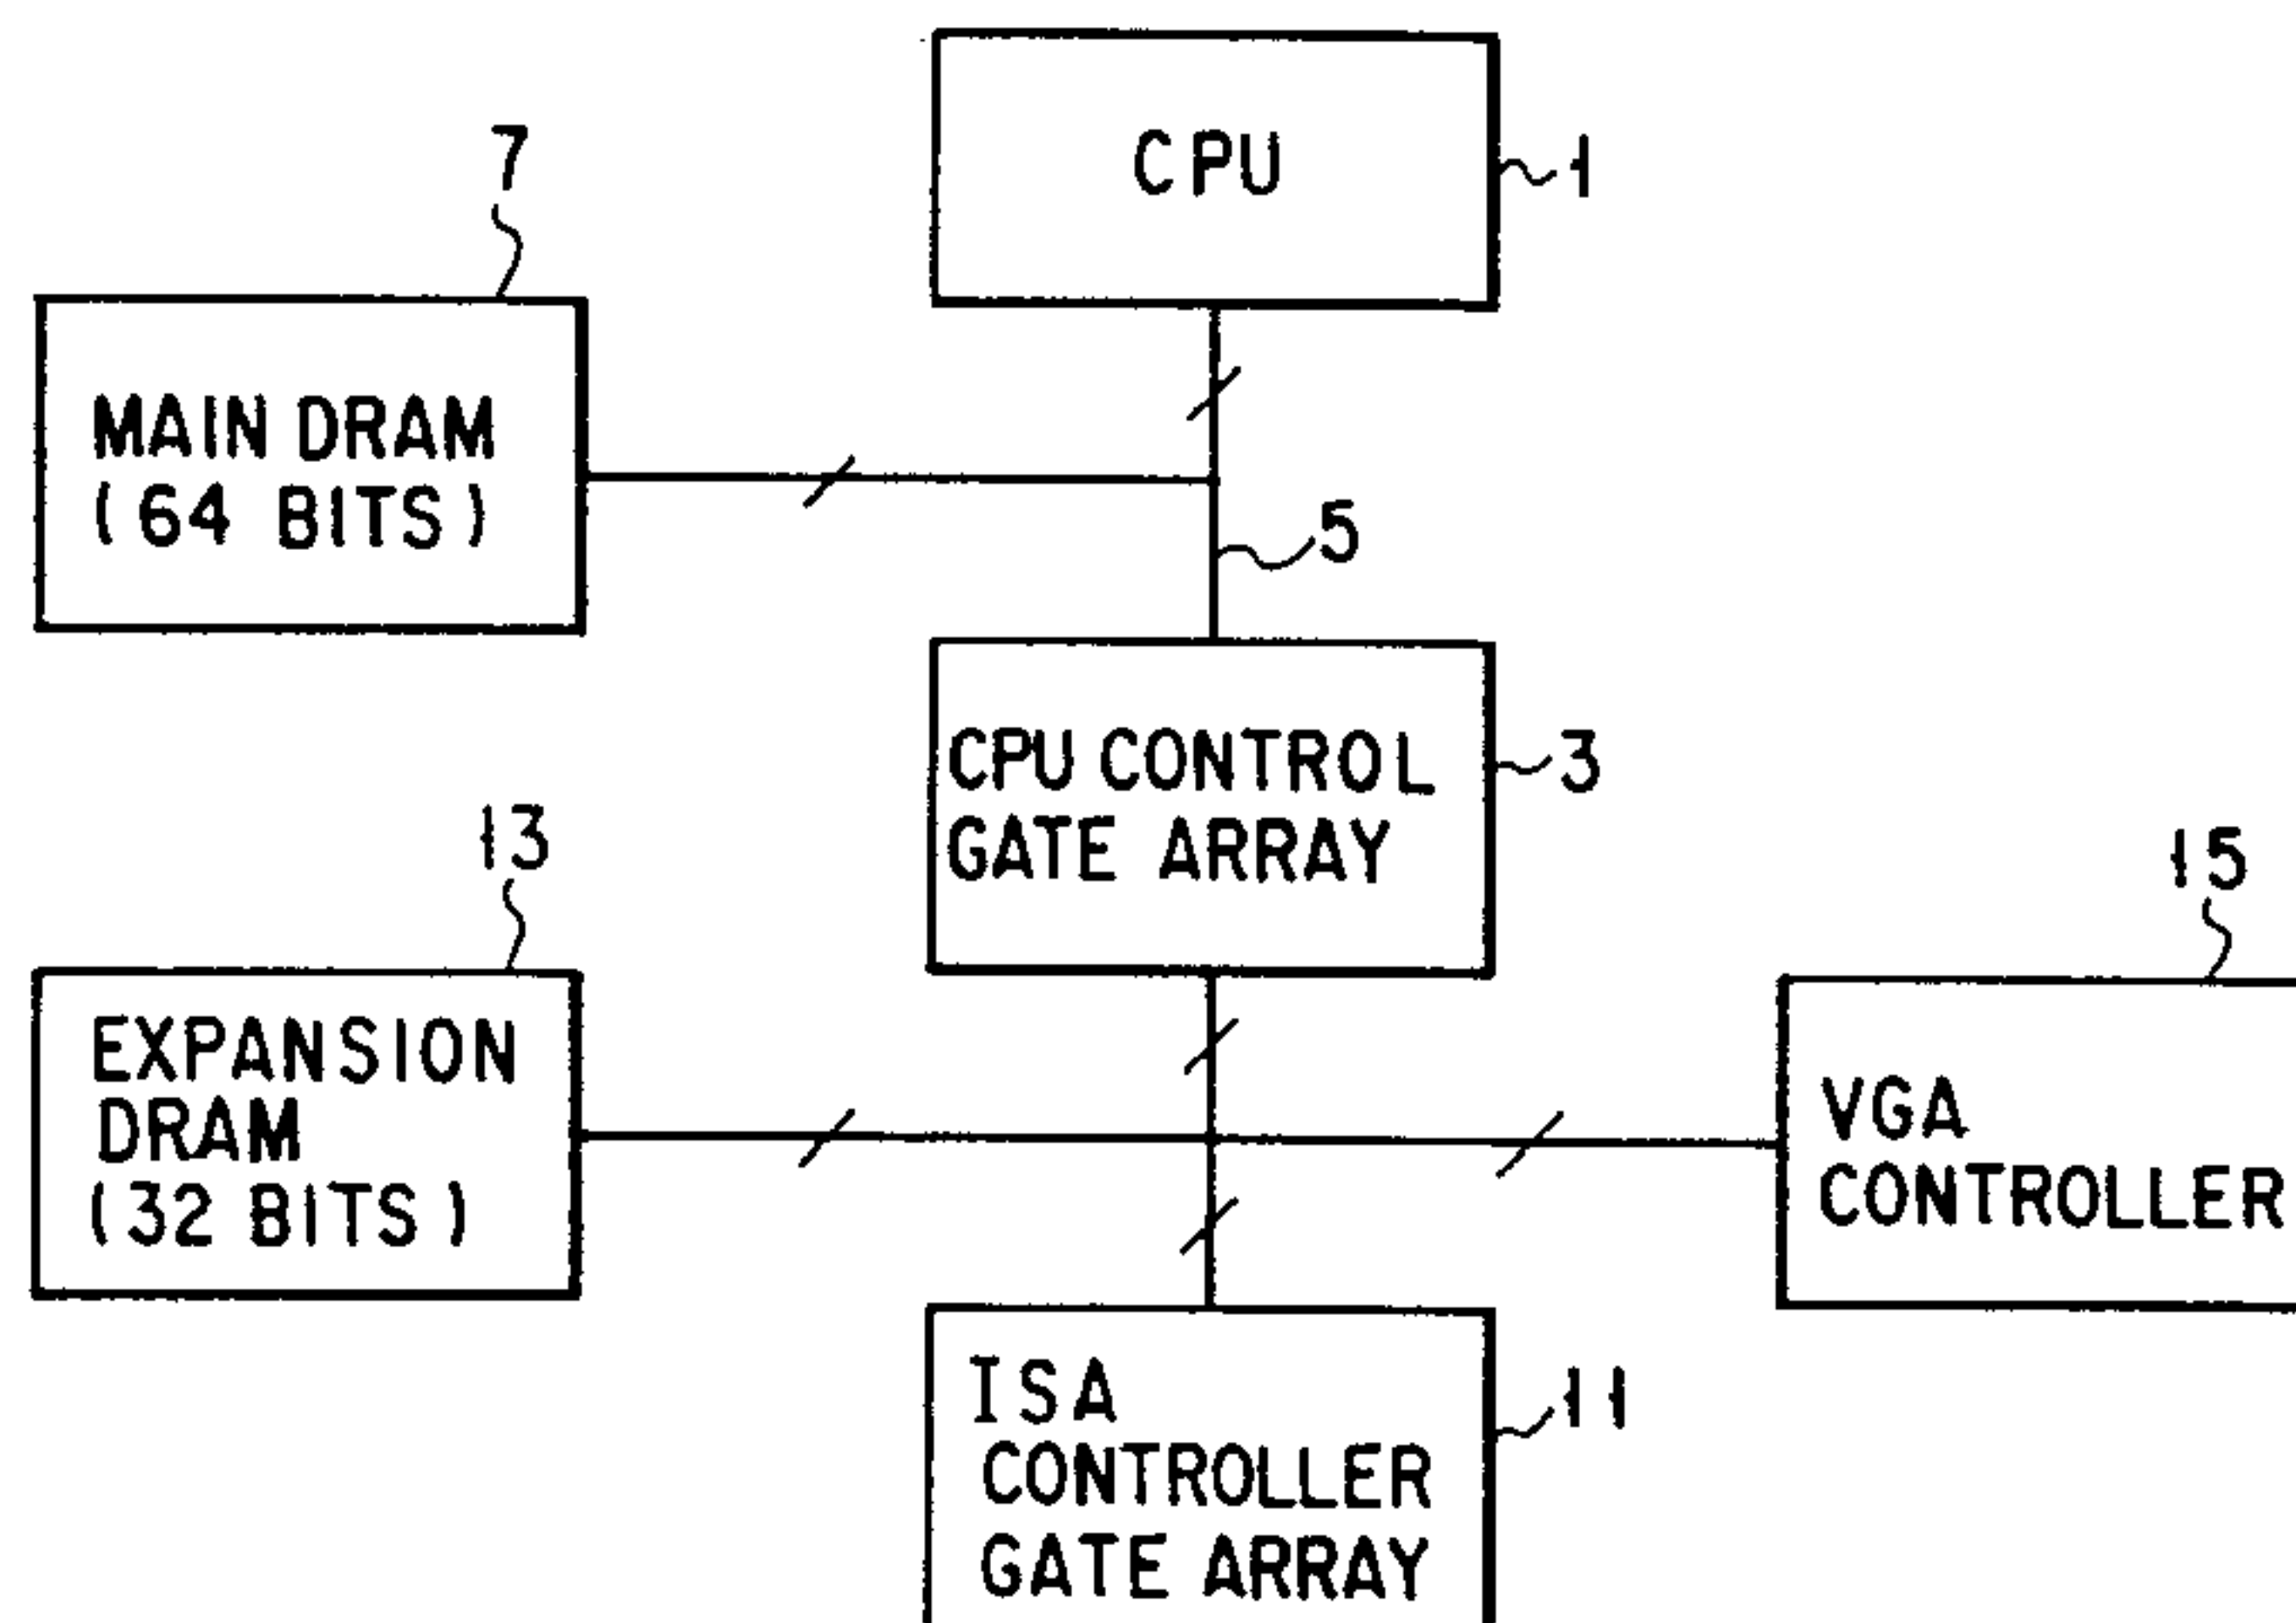 CPU
1
7
MAIN DRAM
(64 BITS)
5
CPU CONTROL
GATE ARRAY
3
13
15
EXPANSION
DRAM
(32 BITS)
VGA
CONTROLLER
ISA
CONTROLLER
GATE ARRAY
11